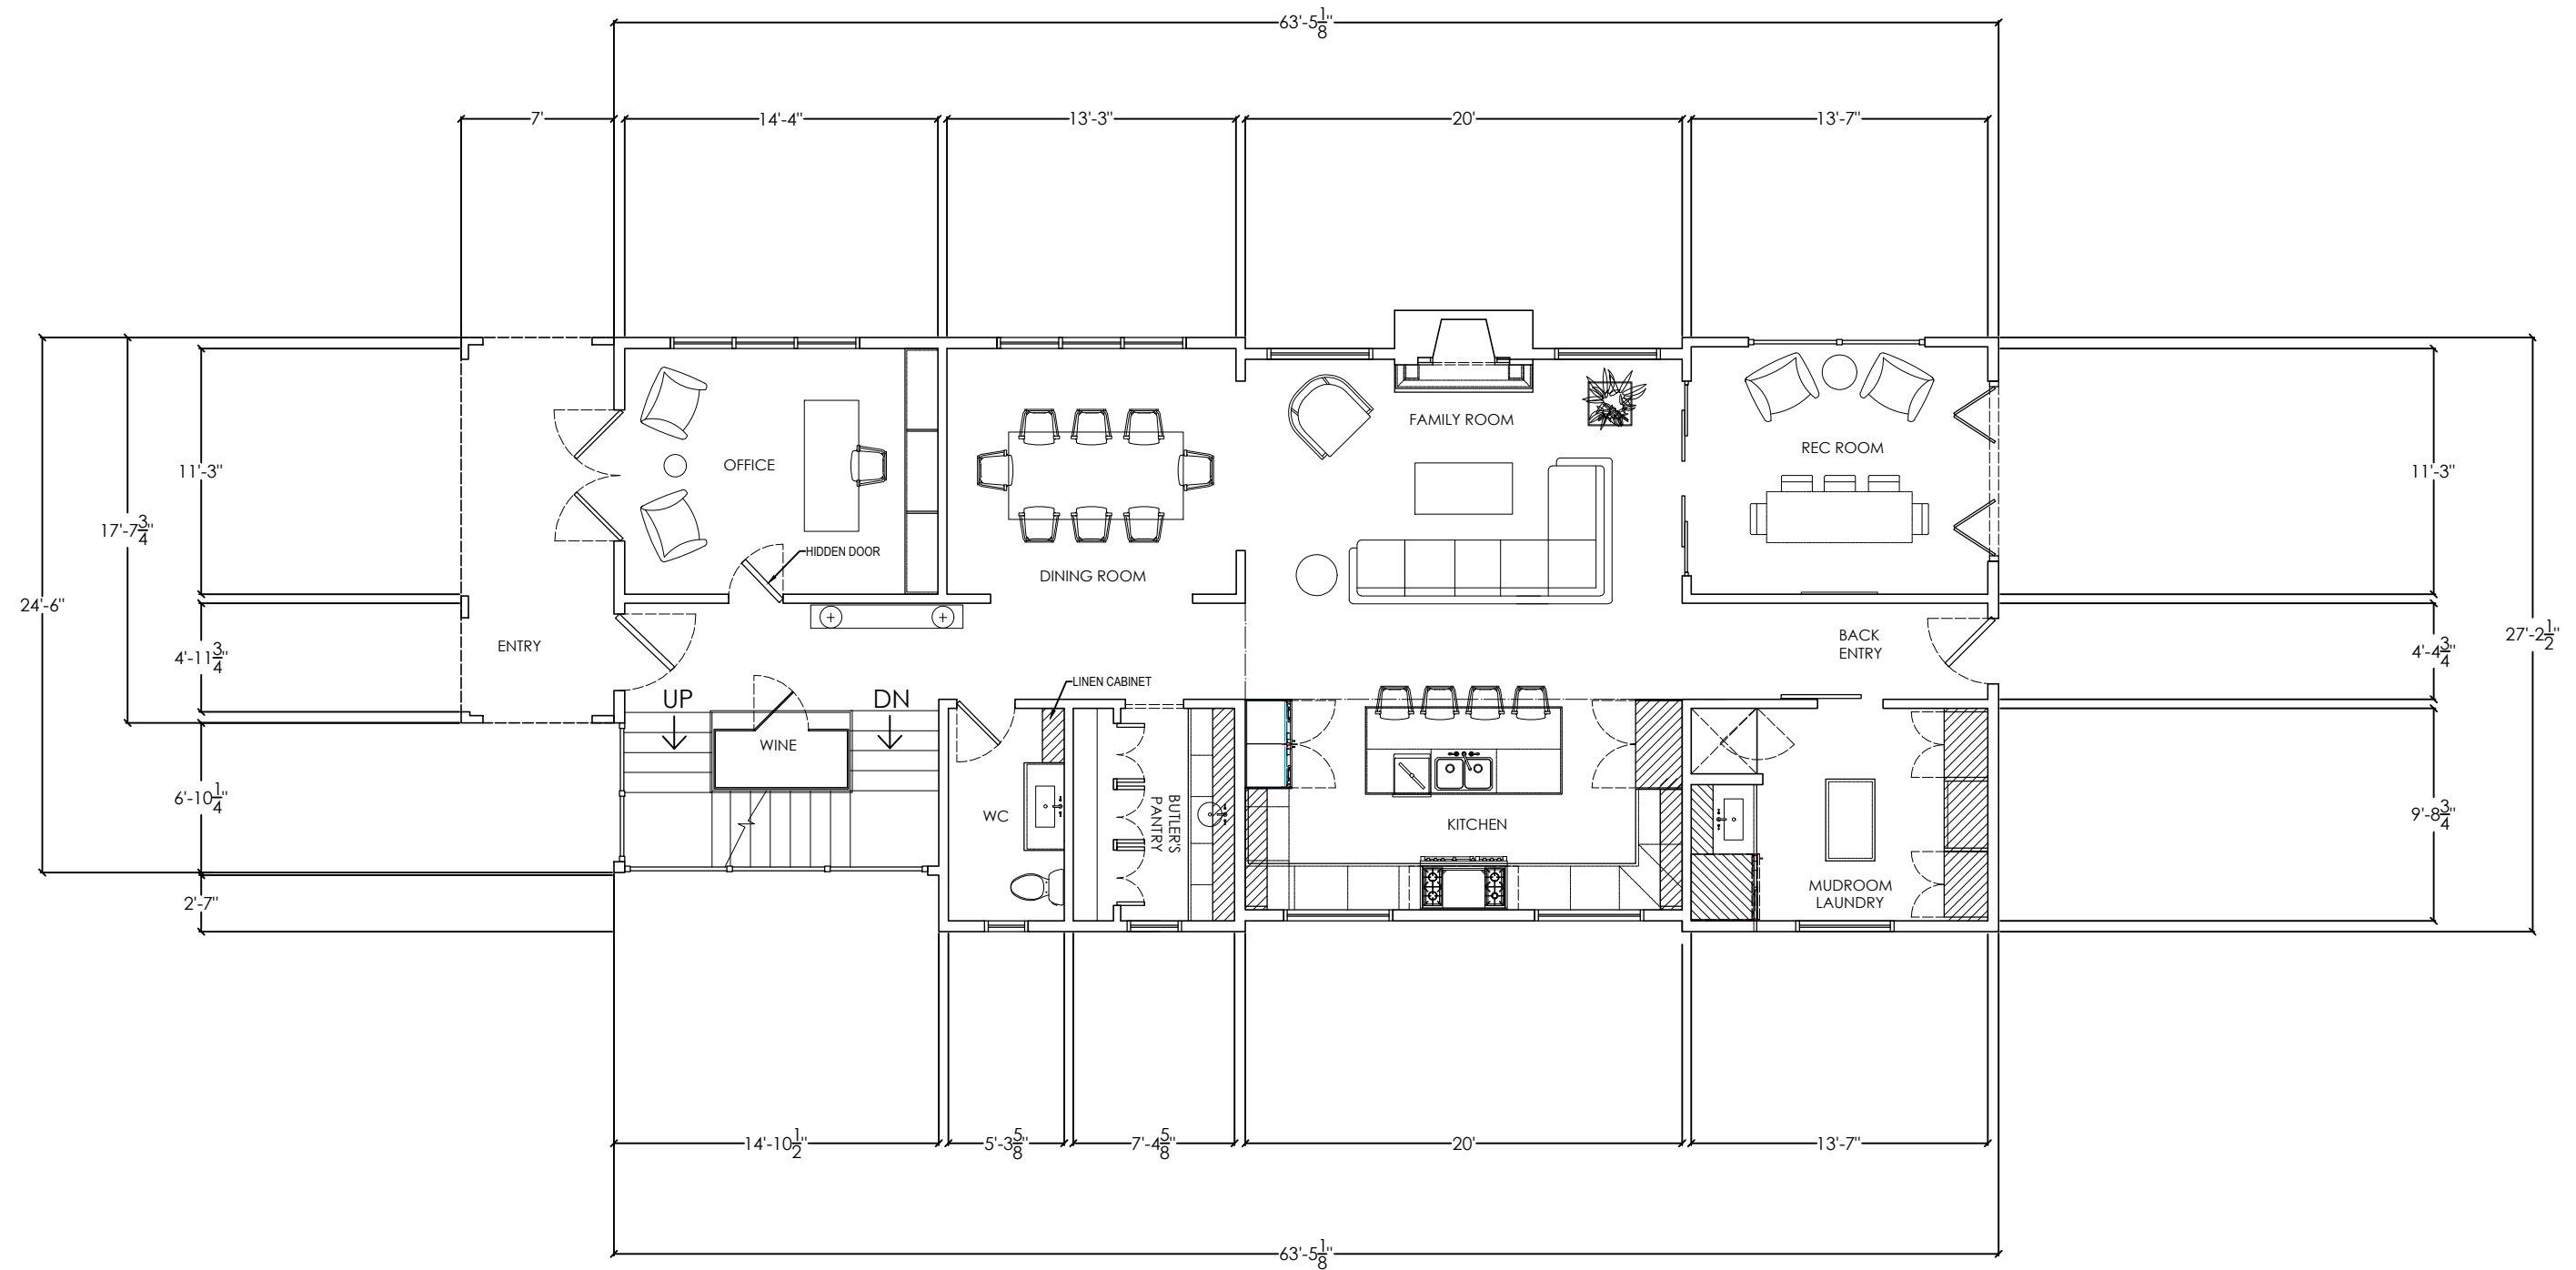 63'-5 1/8"
7'
14'-4"
13'-3"
20'
13'-7"
FAMILY ROOM
REC ROOM
OFFICE
11'-3"
11'-3"
17'-7 3/4"
HIDDEN DOOR
DINING ROOM
24'-6"
27'-2 1/2"
ENTRY
BACK
ENTRY
4'-11 3/4"
4'-4 3/4"
LINEN CABINET
UP
DN
WINE
6'-10 1/4"
WC
BUTLER'S
PANTRY
KITCHEN
9'-8 3/4"
MUDROOM
LAUNDRY
2'-7"
14'-10 1/2"
5'-3 5/8"
7'-4 5/8"
20'
13'-7"
63'-5 1/8"